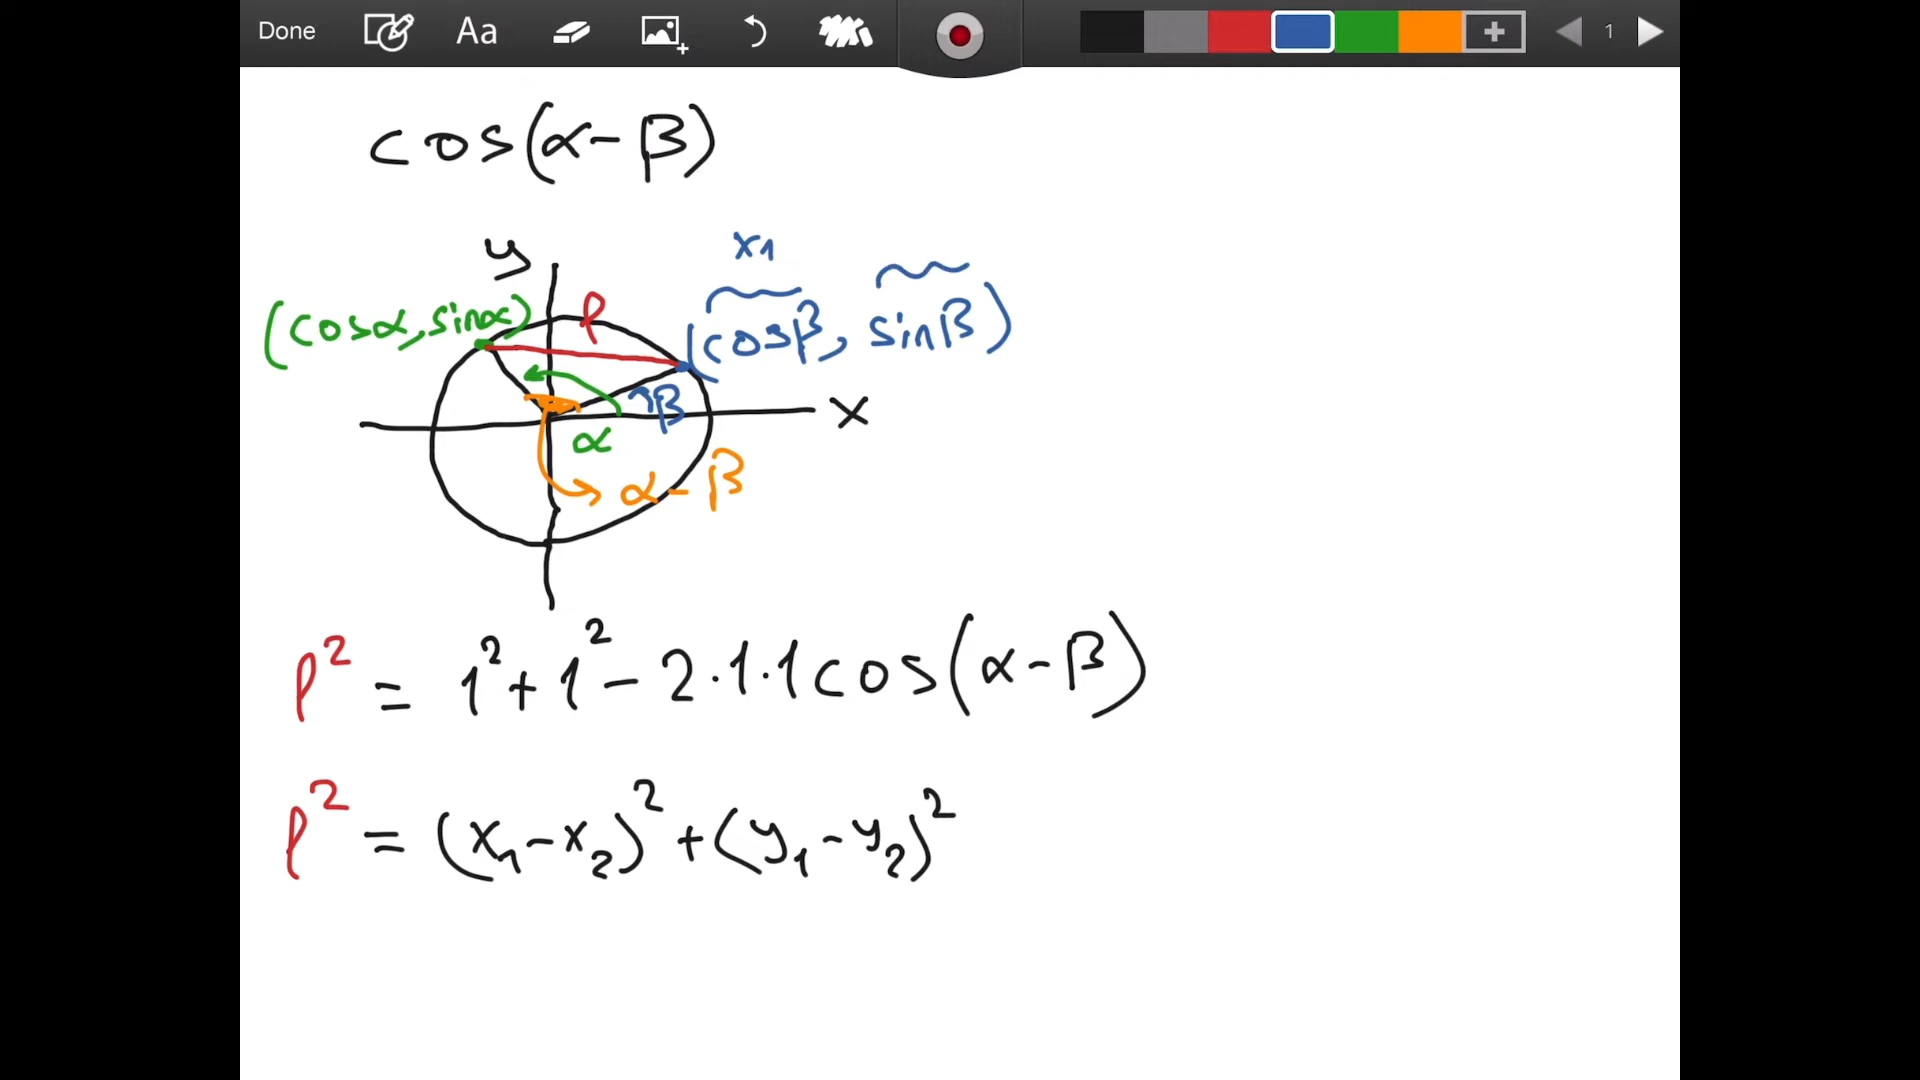 Done Aa 1
cos(α-β)
y
x1
(cosα, sinα) ρ (cosβ, sinβ)
β
x
α
α-β
ρ² = 1² + 1² - 2·1·1 cos(α-β)
ρ² = (x₁-x₂)² + (y₁-y₂)²